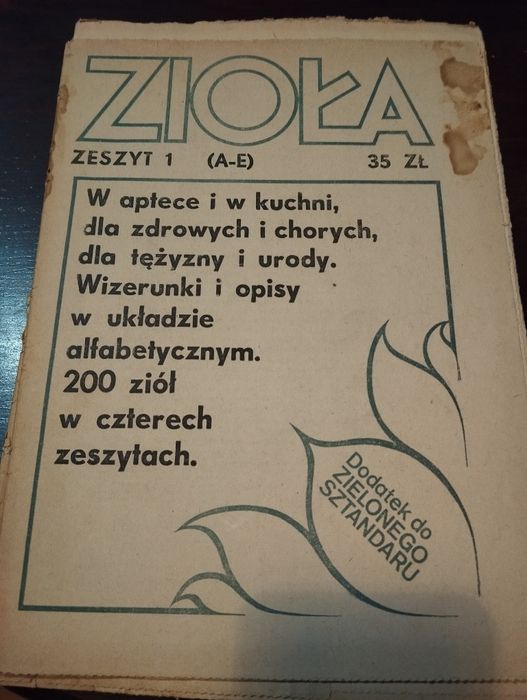 ZIOŁA
ZESZYT 1 (A-E) 35 ZŁ
W aptece i w kuchni,
dla zdrowych i chorych,
dla tężyzny i urody.
Wizerunki i opisy
w układzie
alfabetycznym.
200 ziół
w czterech
zeszytach.
Dodatek do
ZIELONEGO
SZTANDARU